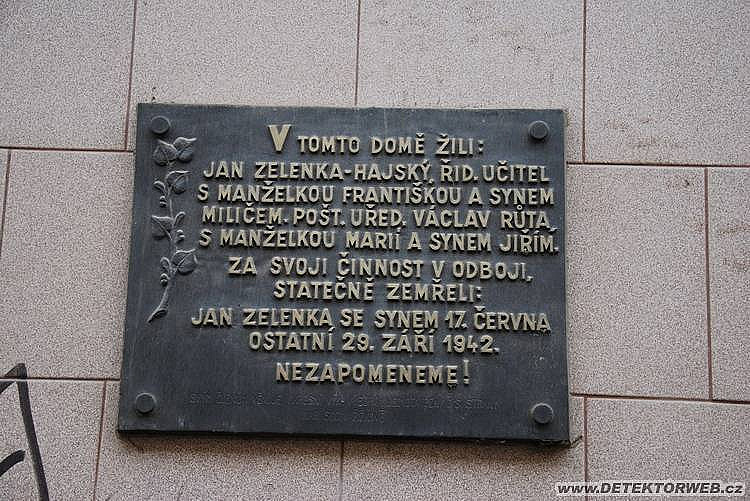 V TOMTO DOMĚ ŽILI:
JAN ZELENKA-HAJSKÝ, ŘÍD. UČITEL
S MANŽELKOU FRANTIŠKOU A SYNEM
MILIČEM. POŠT. UŘED. VÁCLAV RŮTA,
S MANŽELKOU MARIÍ A SYNEM JIŘÍM.
ZA SVOJI ČINNOST V ODBOJI,
STATEČNĚ ZEMŘELI:
JAN ZELENKA SE SYNEM 17. ČERVNA
OSTATNÍ 29. ZÁŘÍ 1942.
NEZAPOMENEME!
www.DETEKTORWEB.cz